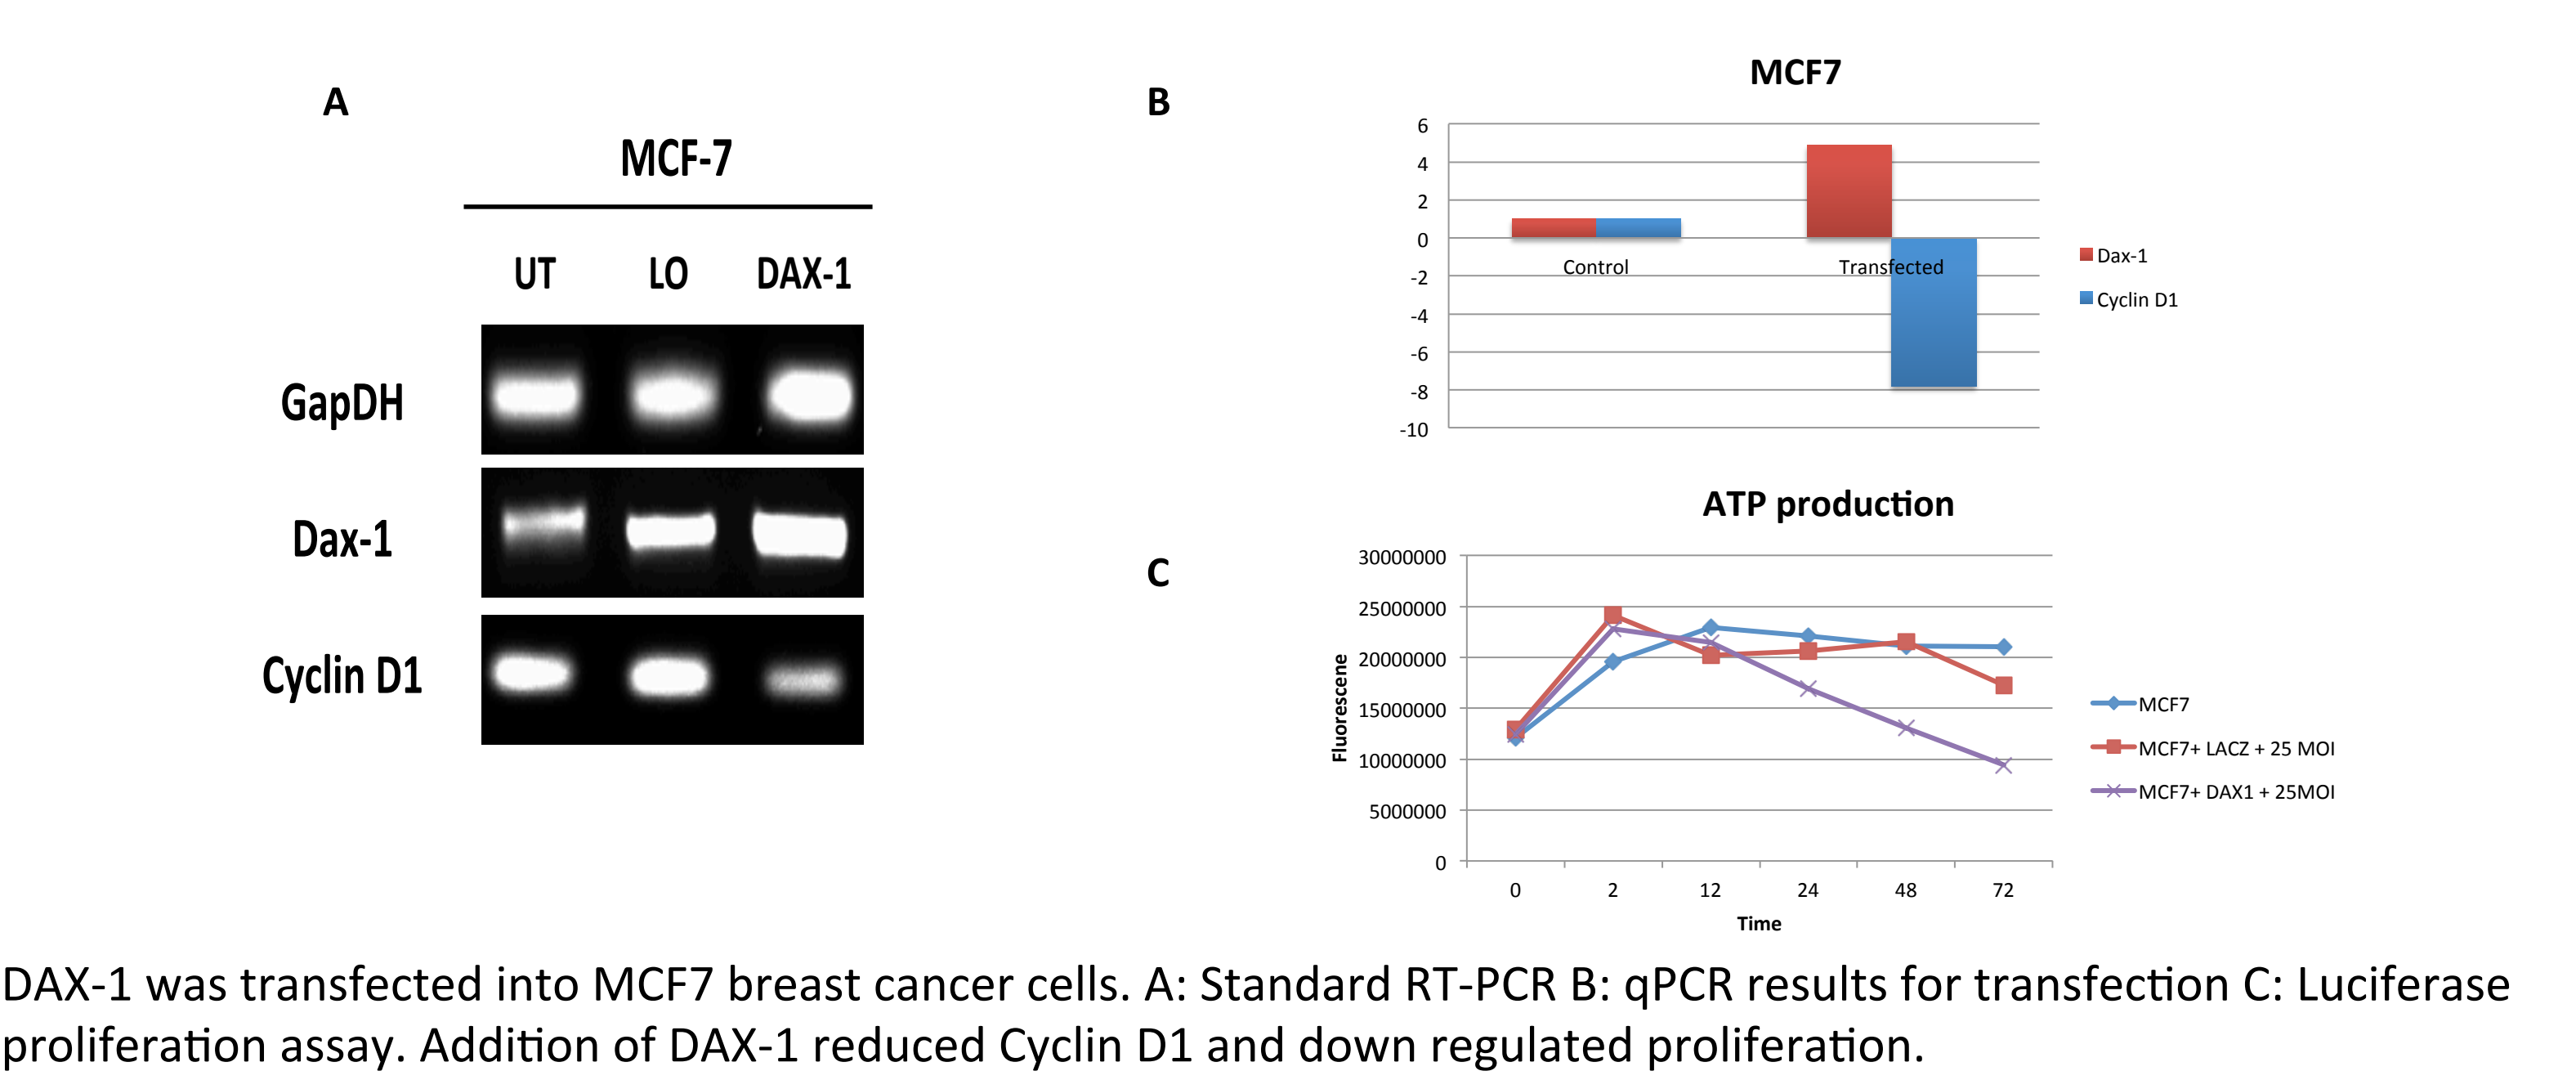 A
MCF-7
UT LO DAX-1
GapDH
Dax-1
Cyclin D1
B
MCF7
6
4
2
0
-2
-4
-6
-8
-10
Control Transfected
Dax-1
Cyclin D1
C
ATP production
30000000
25000000
20000000
15000000
10000000
5000000
0
Fluorescene
0 2 12 24 48 72
Time
MCF7
MCF7+ LACZ + 25 MOI
MCF7+ DAX1 + 25MOI
DAX-1 was transfected into MCF7 breast cancer cells. A: Standard RT-PCR B: qPCR results for transfection C: Luciferase
proliferation assay. Addition of DAX-1 reduced Cyclin D1 and down regulated proliferation.